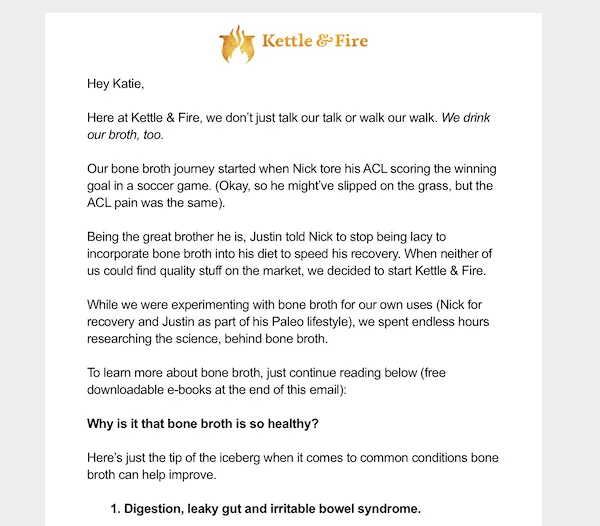 Kettle & Fire
Hey Katie,
Here at Kettle & Fire, we don't just talk our talk or walk our walk. We drink
our broth, too.
Our bone broth journey started when Nick tore his ACL scoring the winning
goal in a soccer game. (Okay, so he might've slipped on the grass, but the
ACL pain was the same).
Being the great brother he is, Justin told Nick to stop being lacy to
incorporate bone broth into his diet to speed his recovery. When neither of
us could find quality stuff on the market, we decided to start Kettle & Fire.
While we were experimenting with bone broth for our own uses (Nick for
recovery and Justin as part of his Paleo lifestyle), we spent endless hours
researching the science, behind bone broth.
To learn more about bone broth, just continue reading below (free
downloadable e-books at the end of this email):
Why is it that bone broth is so healthy?
Here's just the tip of the iceberg when it comes to common conditions bone
broth can help improve.
1. Digestion, leaky gut and irritable bowel syndrome.